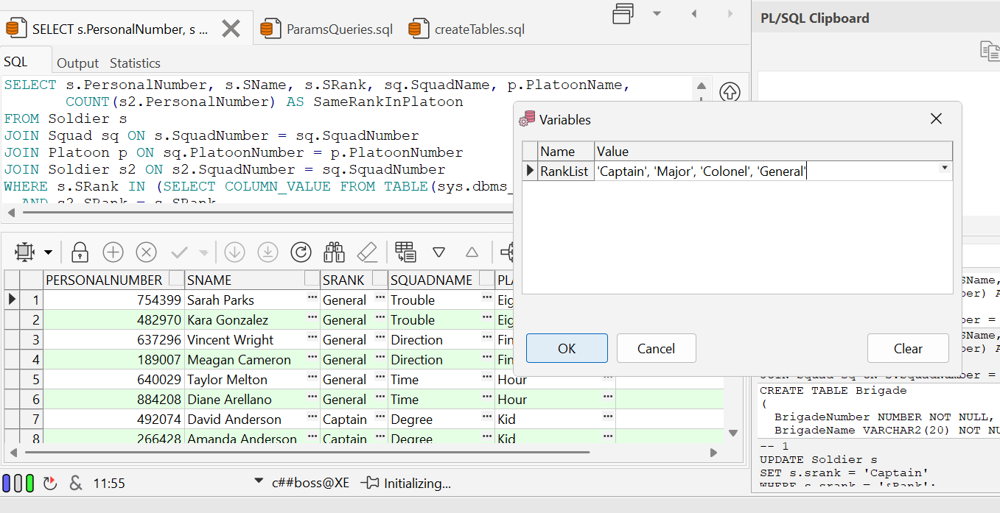 SELECT s.PersonalNumber, s ...
ParamsQueries.sql
createTables.sql
PL/SQL Clipboard
SQL
Output
Statistics
SELECT s.PersonalNumber, s.SName, s.SRank, sq.SquadName, p.PlatoonName,
COUNT(s2.PersonalNumber) AS SameRankInPlatoon
FROM Soldier s
JOIN Squad sq ON s.SquadNumber = sq.SquadNumber
JOIN Platoon p ON sq.PlatoonNumber = p.PlatoonNumber
JOIN Soldier s2 ON s2.SquadNumber = sq.SquadNumber
WHERE s.SRank IN (SELECT COLUMN_VALUE FROM TABLE(sys.dbms_
AND s2.SRank = s.SRank
Variables
Name Value
RankList 'Captain', 'Major', 'Colonel', 'General'
OK
Cancel
Clear
PERSONALNUMBER SNAME SRANK SQUADNAME PLA
1 754399 Sarah Parks ... General ... Trouble ... Eig
2 482970 Kara Gonzalez ... General ... Trouble ... Eig
3 637296 Vincent Wright ... General ... Direction ... Fin
4 189007 Meagan Cameron ... General ... Direction ... Fin
5 640029 Taylor Melton ... General ... Time ... Hour ...
6 884208 Diane Arellano ... General ... Time ... Hour ...
7 492074 David Anderson ... Captain ... Degree ... Kid ...
8 266428 Amanda Anderson ... Captain ... Degree ... Kid ...
SName,
ber) A
ber =
SName,
ber) A
JOIN Squad sq ON s.SquadNumber =
CREATE TABLE Brigade
(
BrigadeNumber NUMBER NOT NULL,
BrigadeName VARCHAR2(20) NOT NU
-- 1
UPDATE Soldier s
SET s.srank = 'Captain'
WHERE s.srank = '&Rank';
& 11:55
c##boss@XE
Initializing...